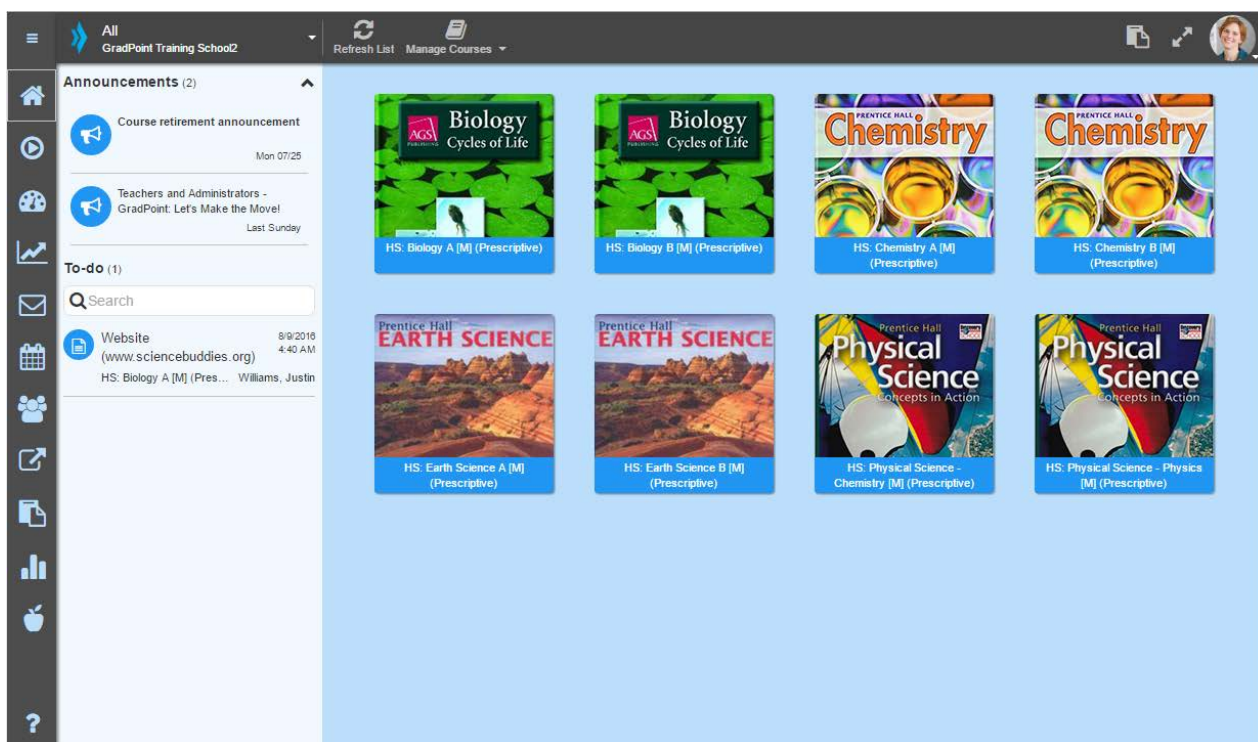 All
GradPoint Training School2
Refresh List
Manage Courses
Announcements (2)
Course retirement announcement
Mon 07/25
Teachers and Administrators -
GradPoint: Let's Make the Move!
Last Sunday
To-do (1)
Search
Website
(www.sciencebuddies.org)
8/9/2016
4:40 AM
HS: Biology A [M] (Pres...
Williams, Justin
AGS
PUBLISHING
Biology
Cycles of Life
HS: Biology A [M] (Prescriptive)
AGS
PUBLISHING
Biology
Cycles of Life
HS: Biology B [M] (Prescriptive)
PRENTICE HALL
Chemistry
HS: Chemistry A [M]
(Prescriptive)
PRENTICE HALL
Chemistry
HS: Chemistry B [M]
(Prescriptive)
Prentice Hall
EARTH SCIENCE
HS: Earth Science A [M]
(Prescriptive)
Prentice Hall
EARTH SCIENCE
HS: Earth Science B [M]
(Prescriptive)
Prentice Hall
Physical
Science
Concepts in Action
HS: Physical Science -
Chemistry [M] (Prescriptive)
Prentice Hall
Physical
Science
Concepts in Action
HS: Physical Science - Physics
[M] (Prescriptive)
?